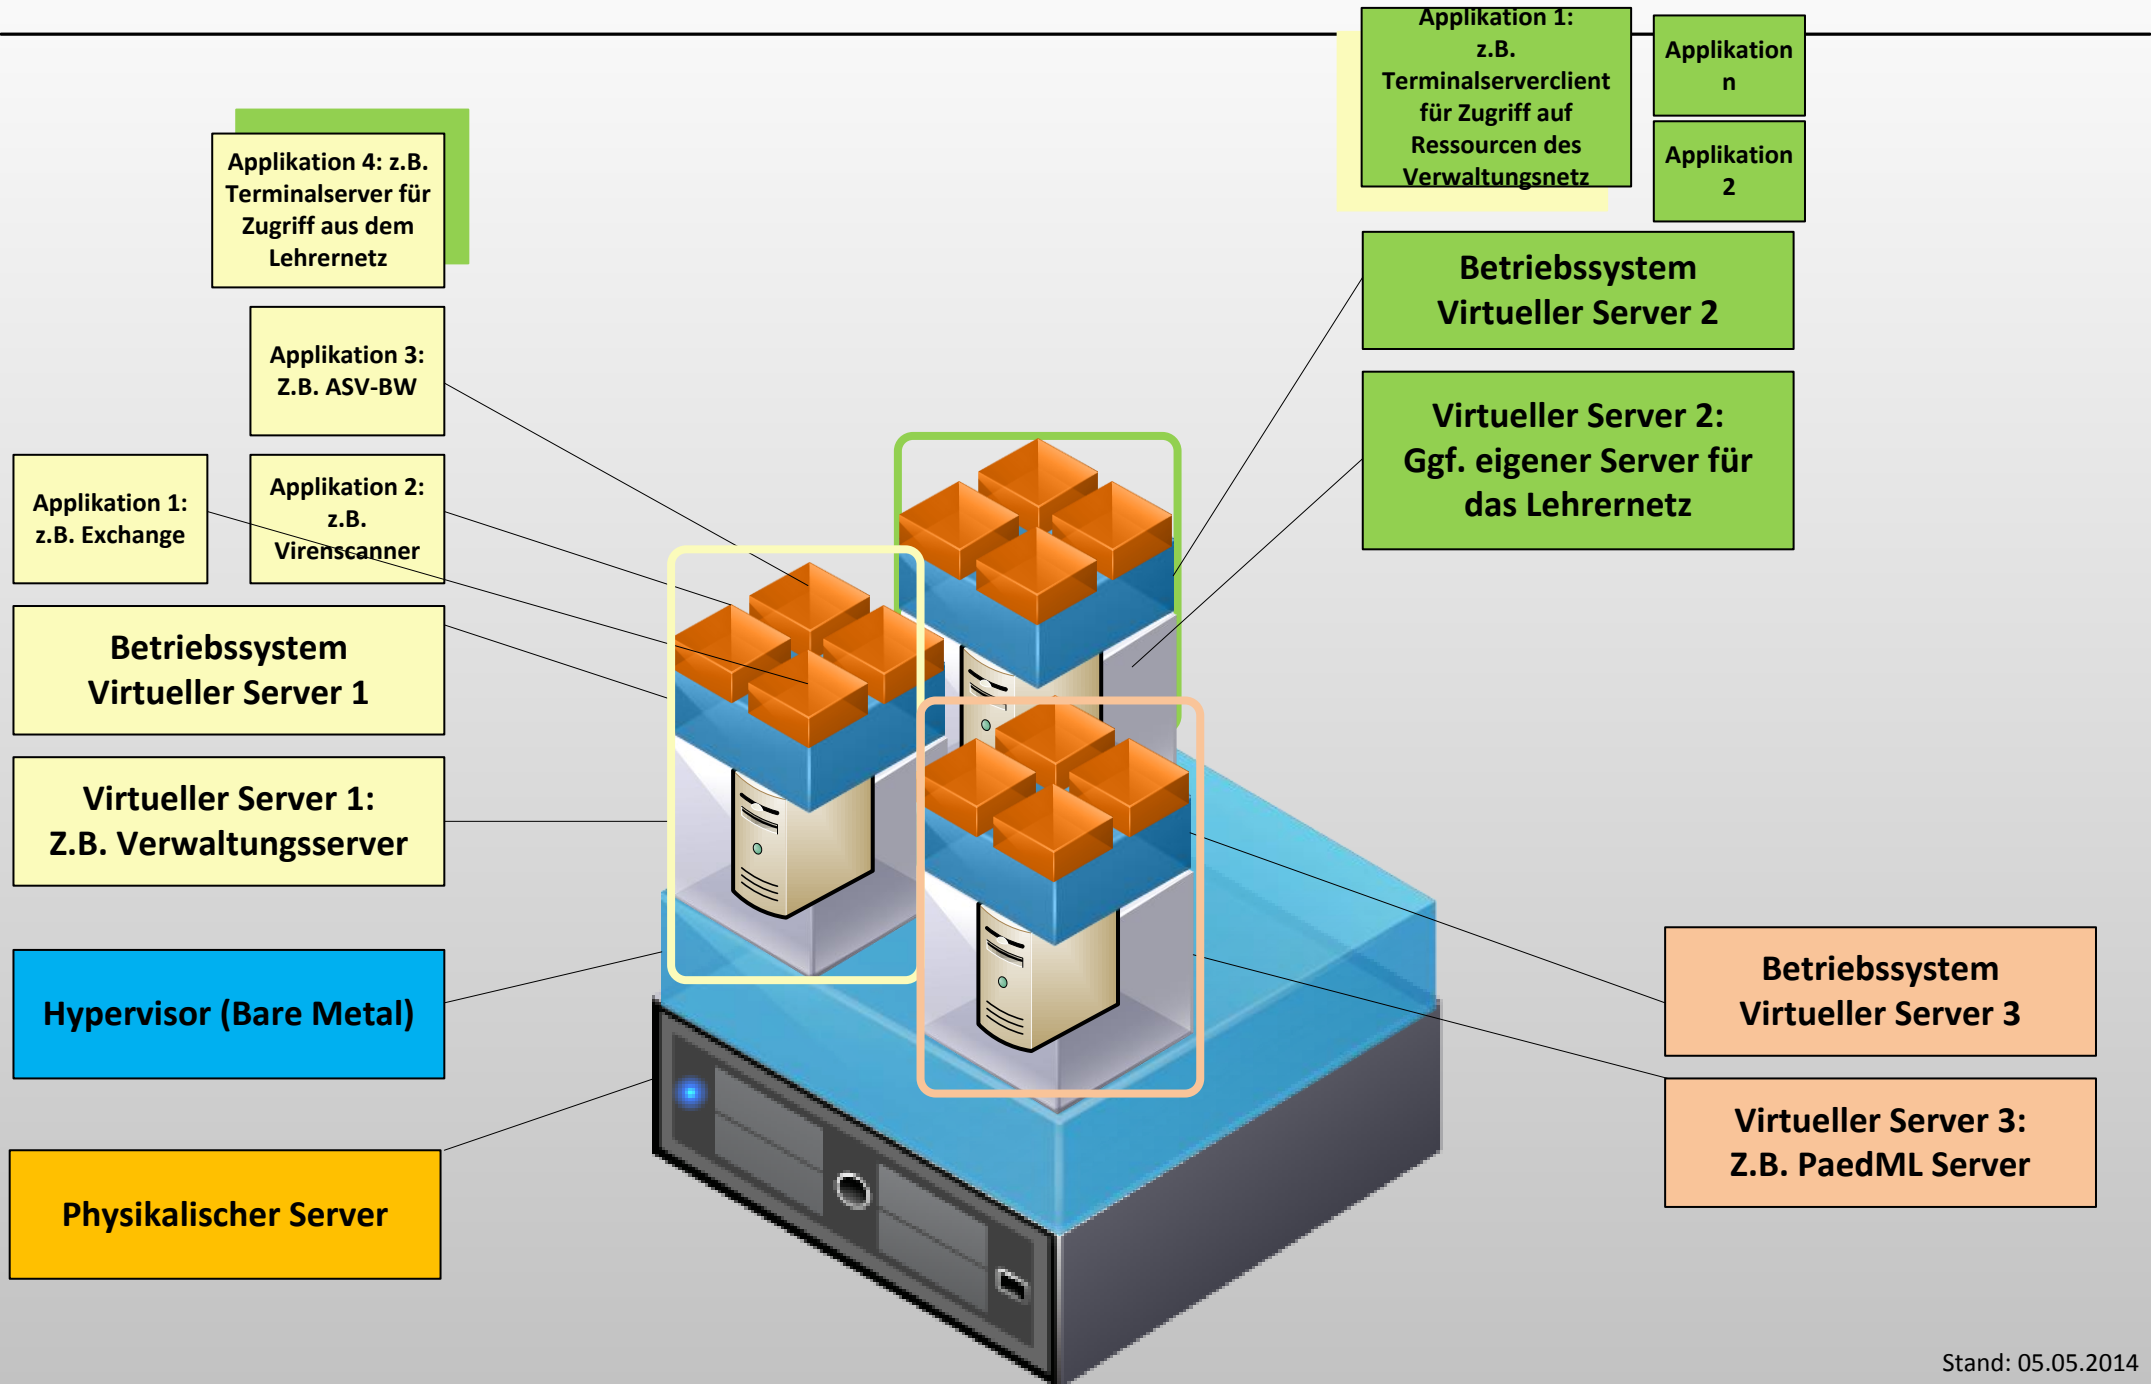 Applikation 1:
z.B.
Terminalserverclient
für Zugriff auf
Ressourcen des
Verwaltungsnetz
Applikation
n
Applikation
2
Applikation 4: z.B.
Terminalserver für
Zugriff aus dem
Lehrernetz
Betriebssystem
Virtueller Server 2
Applikation 3:
Z.B. ASV-BW
Virtueller Server 2:
Ggf. eigener Server für
das Lehrernetz
Applikation 1:
z.B. Exchange
Applikation 2:
z.B.
Virenscanner
Betriebssystem
Virtueller Server 1
Virtueller Server 1:
Z.B. Verwaltungsserver
Hypervisor (Bare Metal)
Betriebssystem
Virtueller Server 3
Virtueller Server 3:
Z.B. PaedML Server
Physikalischer Server
Stand: 05.05.2014